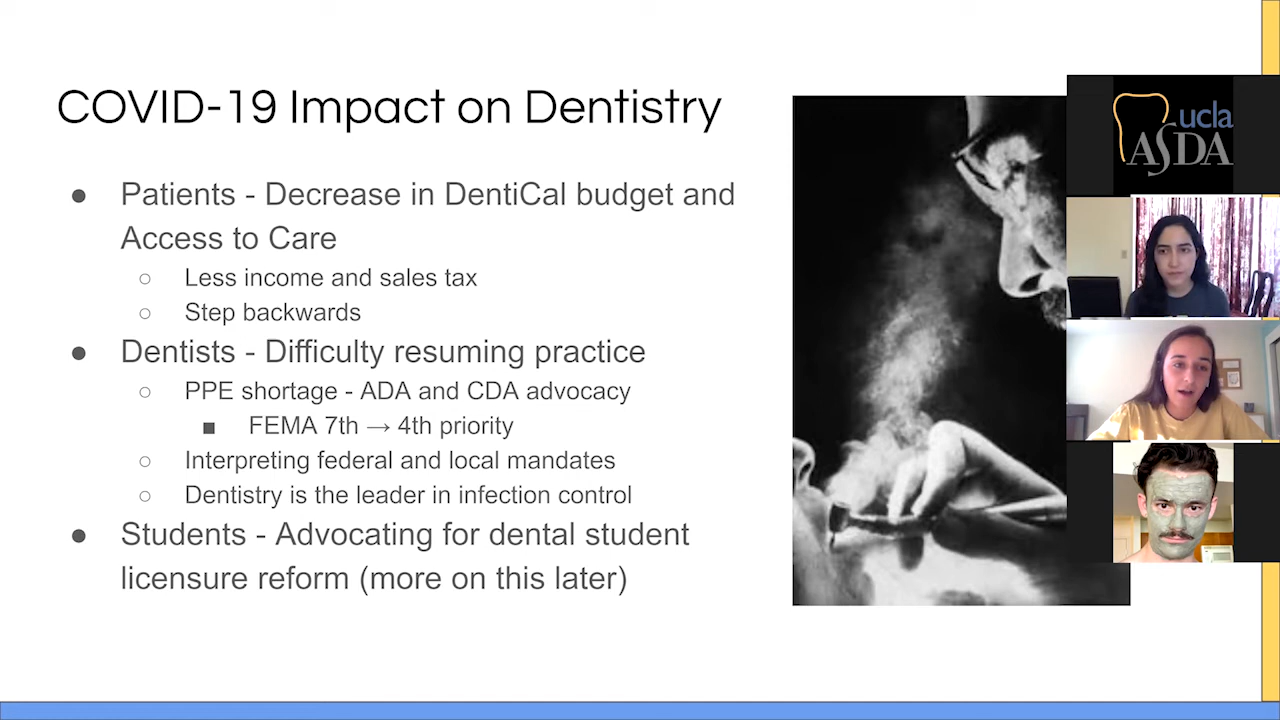 COVID-19 Impact on Dentistry
● Patients - Decrease in DentiCal budget and
Access to Care
○ Less income and sales tax
○ Step backwards
● Dentists - Difficulty resuming practice
○ PPE shortage - ADA and CDA advocacy
■ FEMA 7th → 4th priority
○ Interpreting federal and local mandates
○ Dentistry is the leader in infection control
● Students - Advocating for dental student
licensure reform (more on this later)
ucla
ASDA